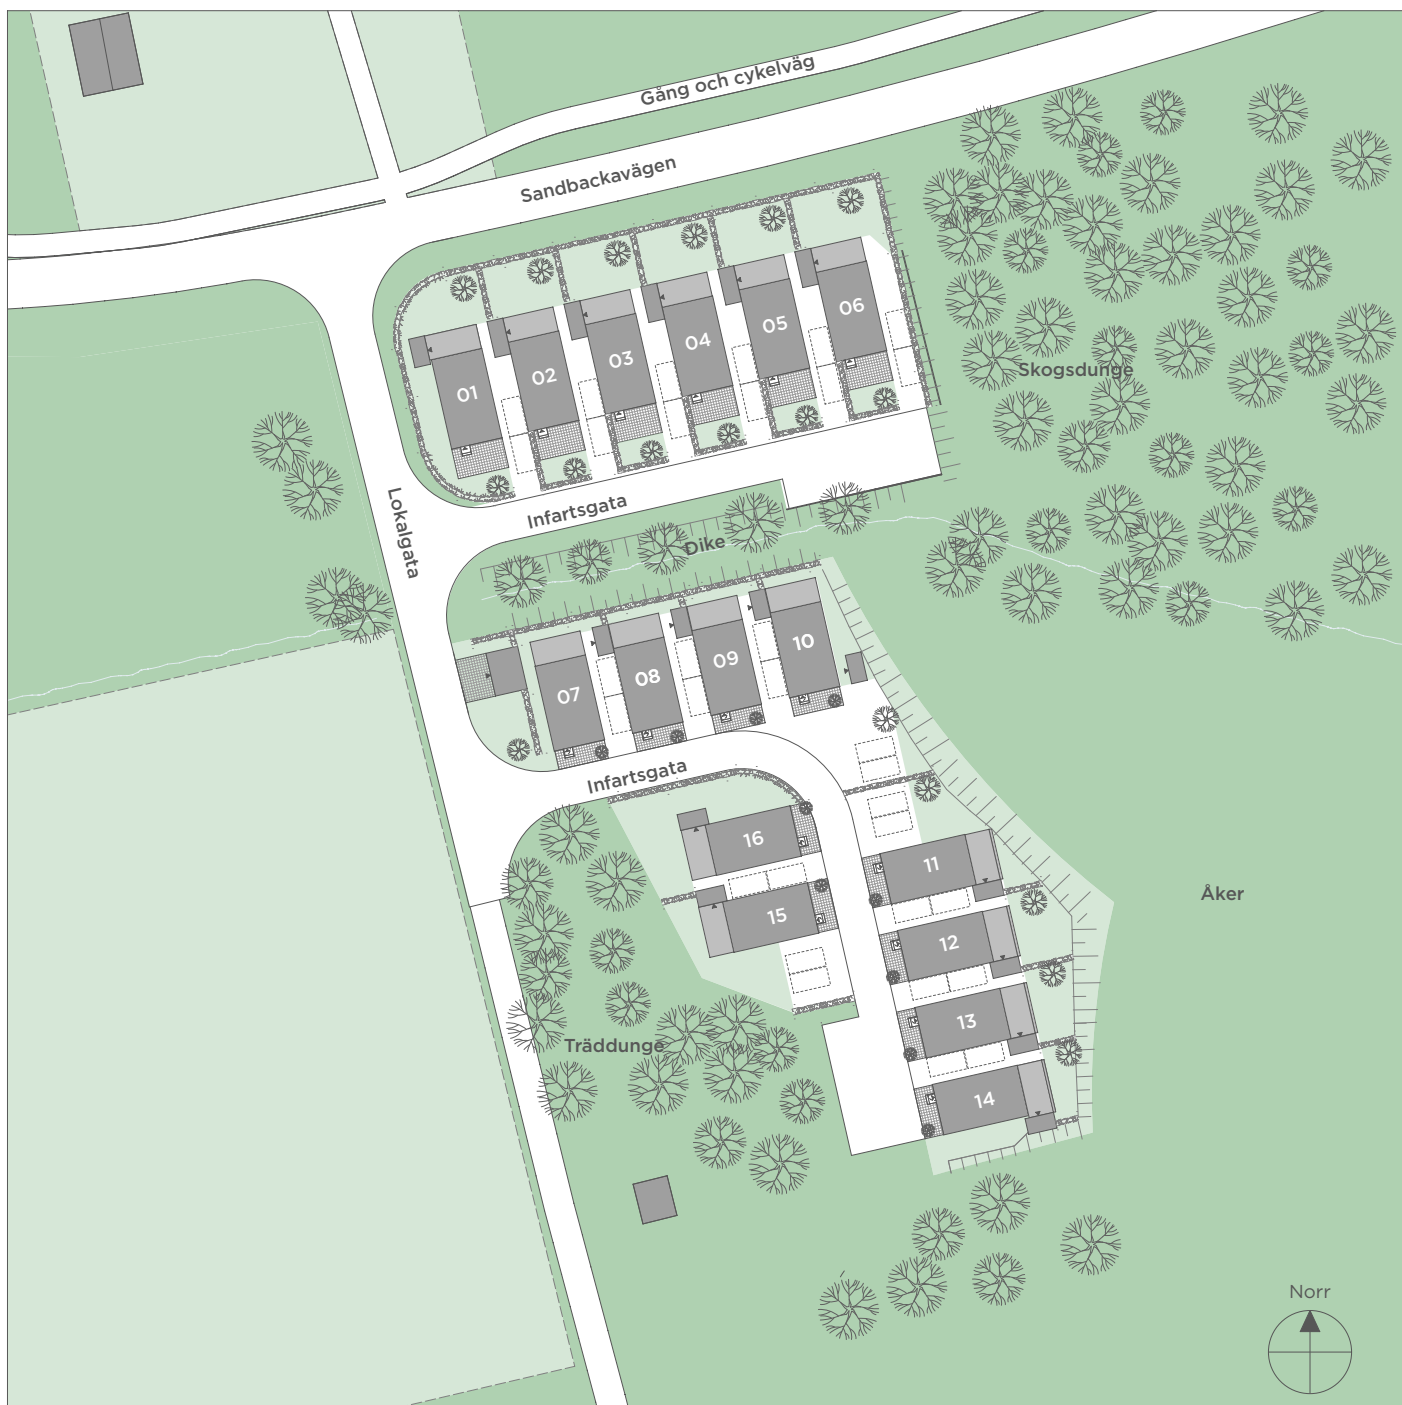 Gång och cykelväg
Sandbackavägen
01
02
03
04
05
06
Skogsdunge
Lokalgata
Infartsgata
Dike
07
08
09
10
Infartsgata
16
15
11
12
13
14
Åker
Träddunge
Norr